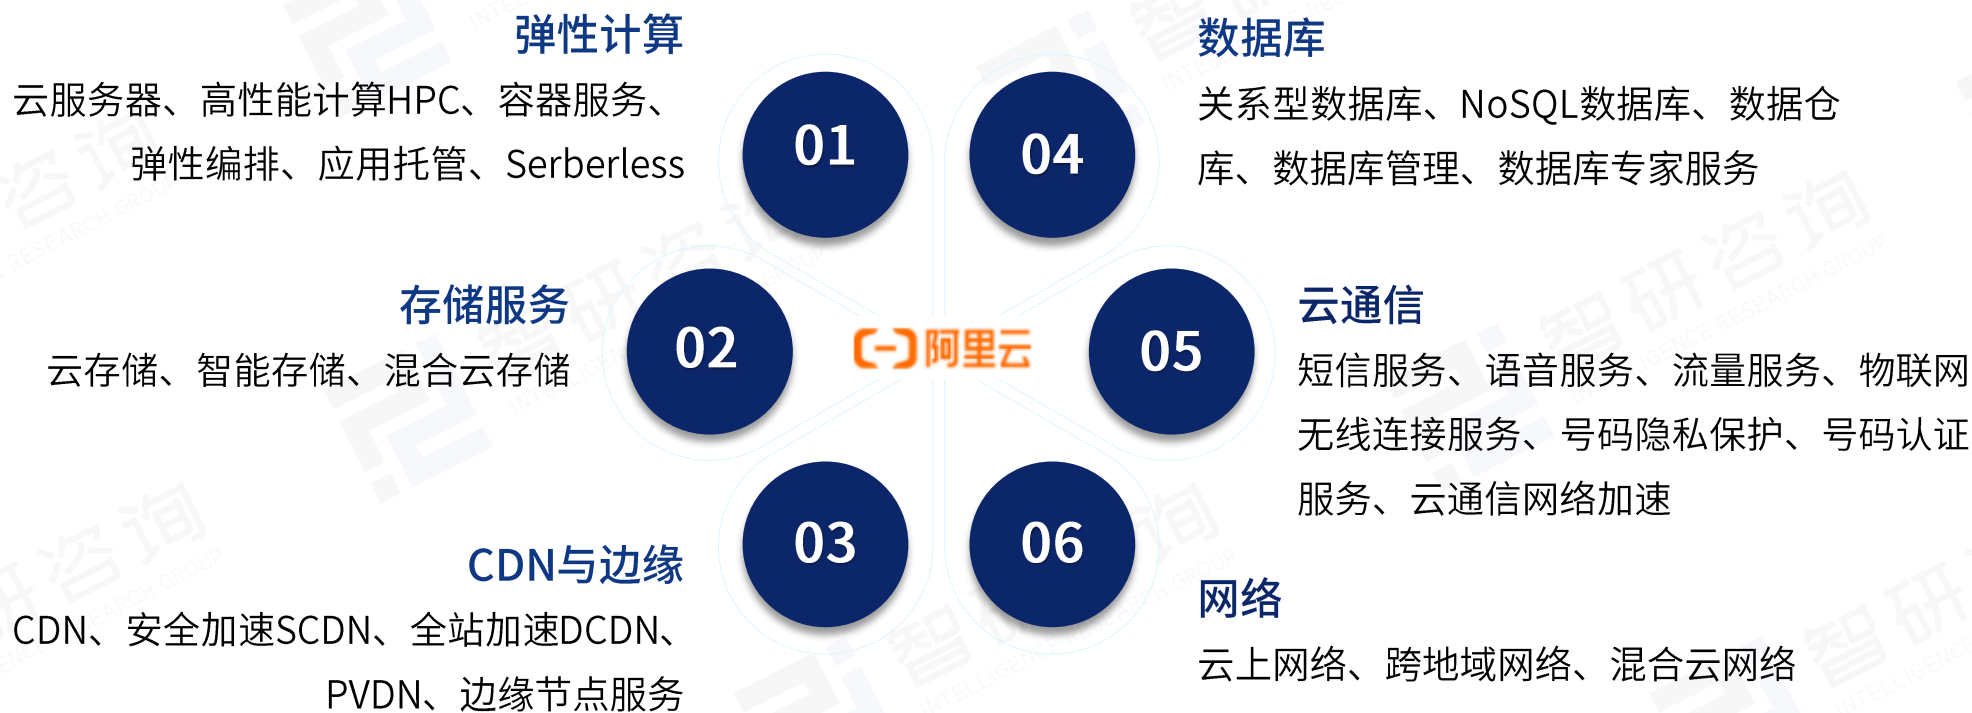 弹性计算
云服务器、高性能计算HPC、容器服务、
弹性编排、应用托管、Serberless
01
存储服务
云存储、智能存储、混合云存储
02
CDN与边缘
CDN、安全加速SCDN、全站加速DCDN、
PVDN、边缘节点服务
03
阿里云
数据库
关系型数据库、NoSQL数据库、数据仓
库、数据库管理、数据库专家服务
04
云通信
短信服务、语音服务、流量服务、物联网
无线连接服务、号码隐私保护、号码认证
服务、云通信网络加速
05
网络
云上网络、跨地域网络、混合云网络
06
智研咨询
INTELLIGENCE RESEARCH GROUP